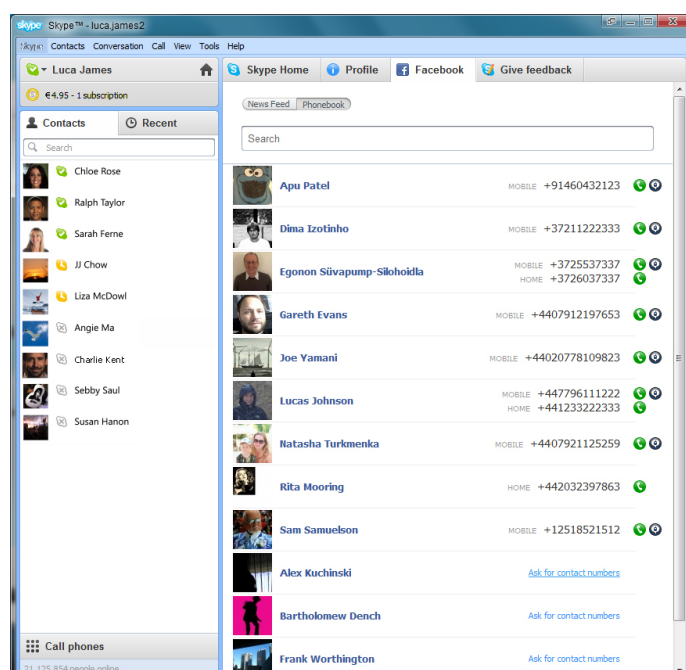 Skype™ - luca.james2
Skype Contacts Conversation Call View Tools Help
Luca James
€4.95 - 1 subscription
Contacts Recent
Search
Chloe Rose
Ralph Taylor
Sarah Ferne
JJ Chow
Liza McDowl
Angie Ma
Charlie Kent
Sebby Saul
Susan Hanon
Call phones
21,125,854 people online
Skype Home Profile Facebook Give feedback
News Feed Phonebook
Search
Apu Patel MOBILE +91460432123
Dima Izotinho MOBILE +37211222333
Egonon Süvapump-Silohoidla MOBILE +3725537337
HOME +3726037337
Gareth Evans MOBILE +4407912197653
Joe Yamani MOBILE +44020778109823
Lucas Johnson MOBILE +447796111222
HOME +441233222333
Natasha Turkmenka MOBILE +4407921125259
Rita Mooring HOME +442032397863
Sam Samuelson MOBILE +12518521512
Alex Kuchinski Ask for contact numbers
Bartholomew Dench Ask for contact numbers
Frank Worthington Ask for contact numbers